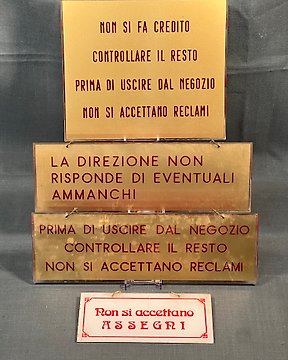 NON SI FA CREDITO
CONTROLLARE IL RESTO
PRIMA DI USCIRE DAL NEGOZIO
NON SI ACCETTANO RECLAMI
LA DIREZIONE NON
RISPONDE DI EVENTUALI
AMMANCHI
PRIMA DI USCIRE DAL NEGOZIO
CONTROLLARE IL RESTO
NON SI ACCETTANO RECLAMI
Non si accettano
ASSEGNI